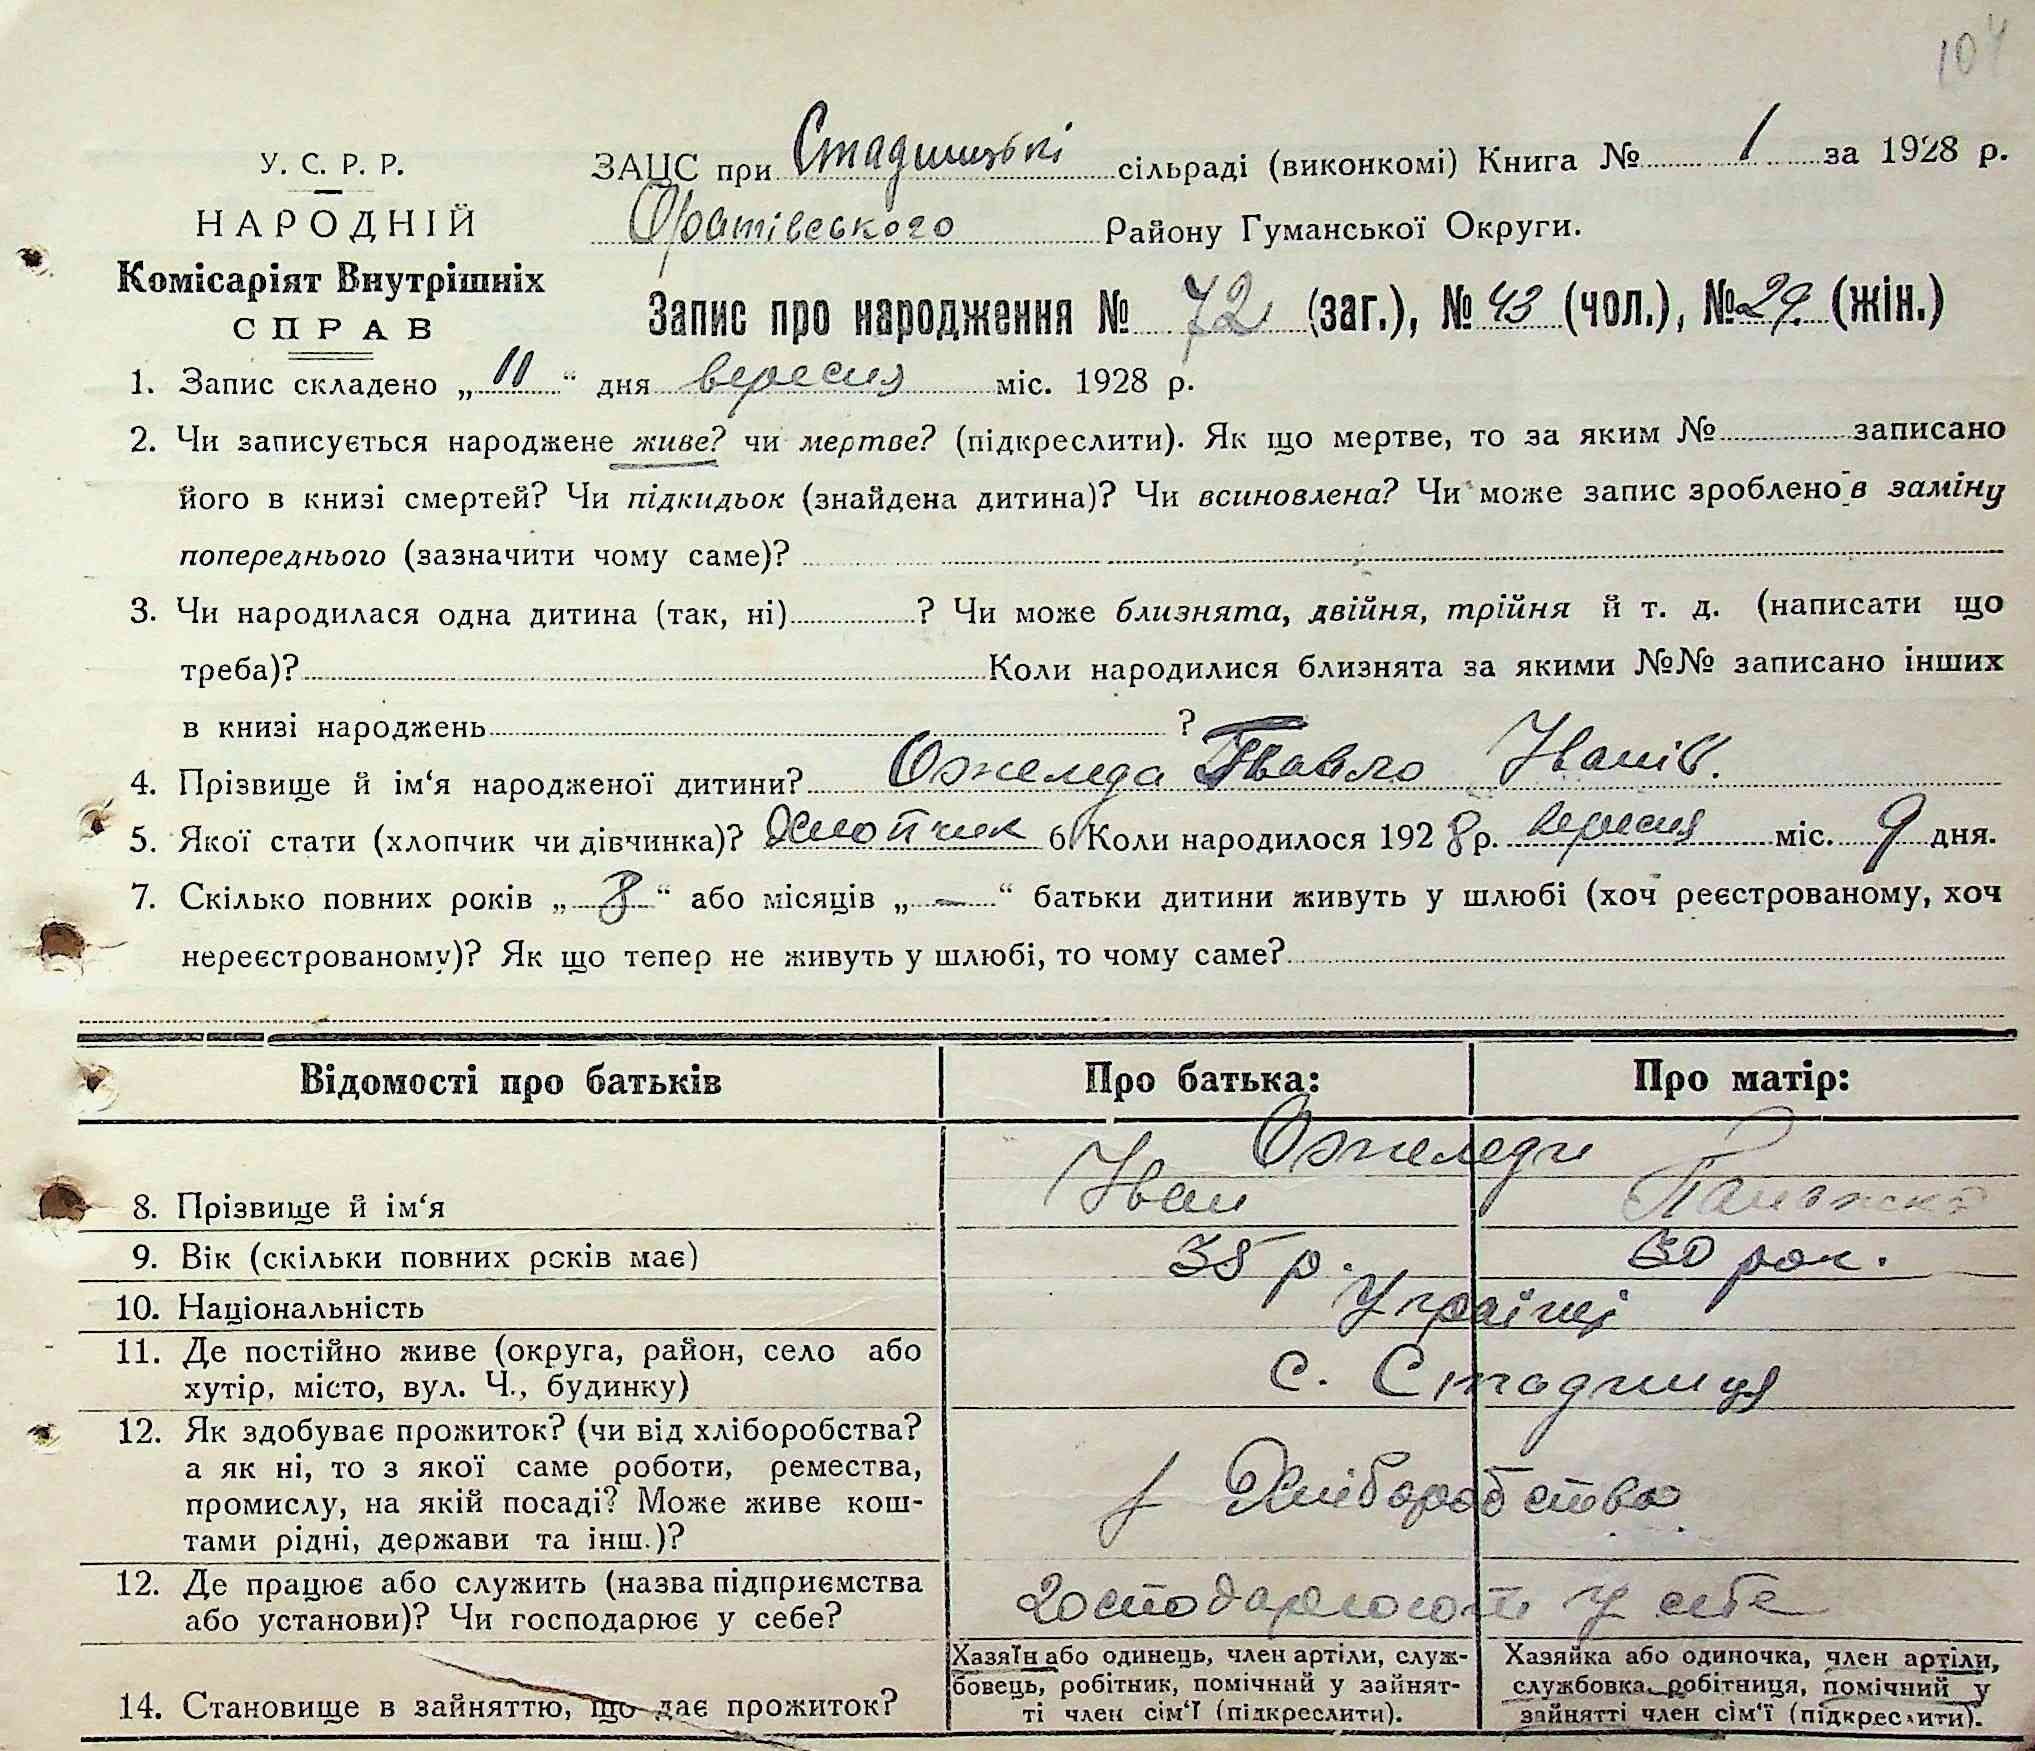 104
У. С. Р. Р.
НАРОДНІЙ
Комісаріят Внутрішніх
СПРАВ
ЗАЦС при Стадницькі сільраді (виконкомі) Книга № 1 за 1928 р.
Оратівського Району Гуманської Округи.
Запис про народження № 72 (заг.), № 43 (чол.), № 29. (жін.)
1. Запис складено „ 11 “ дня вересня міс. 1928 р.
2. Чи записується народжене живе? чи мертве? (підкреслити). Як що мертве, то за яким № записано
його в книзі смертей? Чи підкидьок (знайдена дитина)? Чи всиновлена? Чи може запис зроблено в заміну
попереднього (зазначити чому саме)?
3. Чи народилася одна дитина (так, ні) ? Чи може близнята, двійня, трійня й т. д. (написати що
треба)? Коли народилися близнята за якими №№ записано інших
в книзі народжень ?
4. Прізвище й ім‘я народженої дитини? Ожеледа Павло Іванів.
5. Якої стати (хлопчик чи дівчинка)? Хлопчик 6. Коли народилося 1928 р. вересня міс. 9 дня.
7. Скілько повних років „ 8 “ або місяців „ — “ батьки дитини живуть у шлюбі (хоч реєстрованому, хоч
нереєстрованому)? Як що тепер не живуть у шлюбі, то чому саме?
Відомості про батьків Про батька: Про матір:
Ожеледи
8. Прізвище й ім‘я Іван
9. Вік (скільки повних років має) 35 р. 30 рок.
10. Національність Українці
11. Де постійно живе (округа, район, село або
хутір, місто, вул. Ч., будинку) с. Стадниця
12. Як здобуває прожиток? (чи від хліборобства?
а як ні, то з якої саме роботи, ремества,
промислу, на якій посаді? Може живе кош-
тами рідні, держави та інш.)? Хліборобство
12. Де працює або служить (назва підприємства
або установи)? Чи господарює у себе? у себе
14. Становище в зайняттю, що дає прожиток?
Хазяїн або одинець, член артіли, служ-
бовець, робітник, помічний у зайнят-
ті член сім‘ї (підкреслити).
Хазяйка або одиночка, член артіли,
службовка, робітниця, помічний у
зайнятті член сім‘ї (підкреслити).